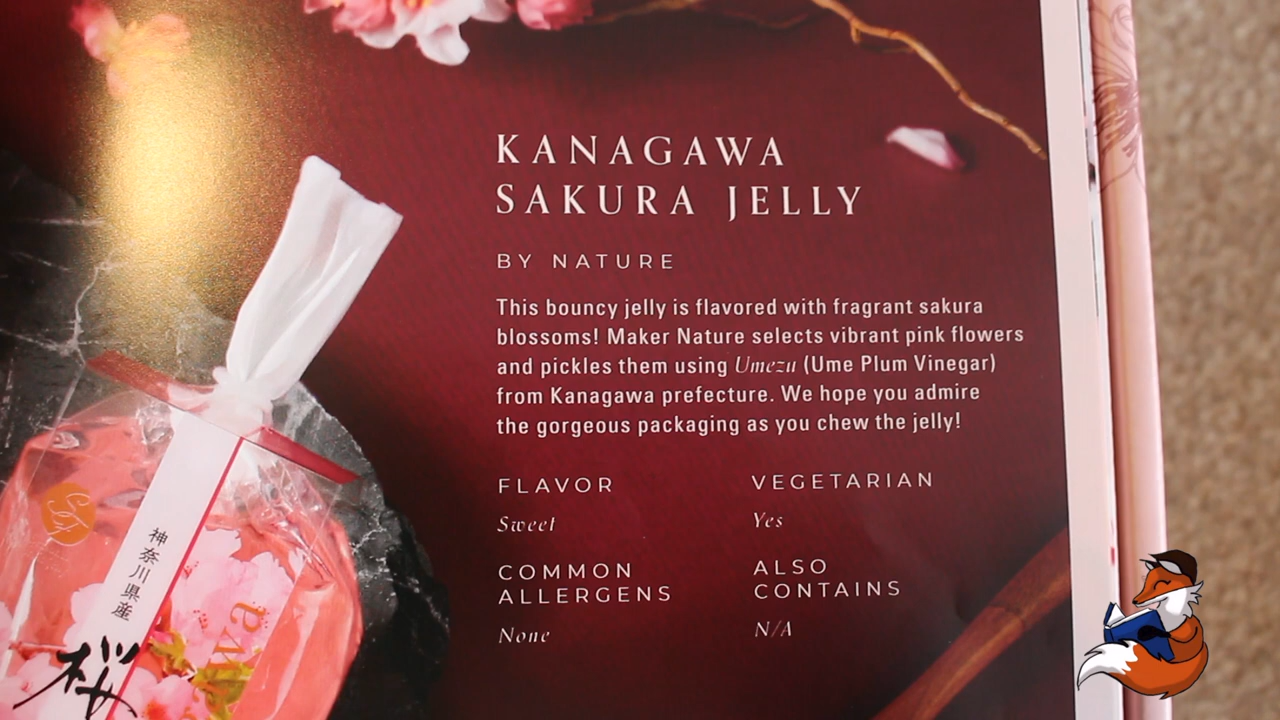 KANAGAWA
SAKURA JELLY
BY NATURE
This bouncy jelly is flavored with fragrant sakura
blossoms! Maker Nature selects vibrant pink flowers
and pickles them using Umezu (Ume Plum Vinegar)
from Kanagawa prefecture. We hope you admire
the gorgeous packaging as you chew the jelly!
FLAVOR
Sweet
VEGETARIAN
Yes
COMMON
ALLERGENS
None
ALSO
CONTAINS
N/A
神奈川県産
桜